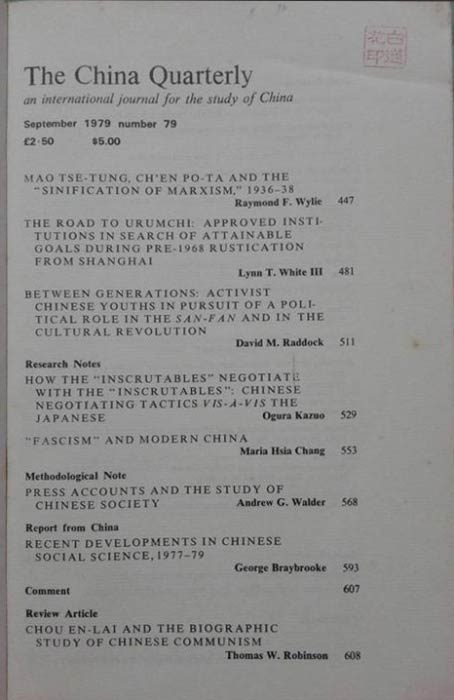 The China Quarterly
an international journal for the study of China
September 1979 number 79
£2·50 $5.00
MAO TSE-TUNG, CH'EN PO-TA AND THE
"SINIFICATION OF MARXISM," 1936–38
Raymond F. Wylie 447
THE ROAD TO URUMCHI: APPROVED INSTI-
TUTIONS IN SEARCH OF ATTAINABLE
GOALS DURING PRE-1968 RUSTICATION
FROM SHANGHAI
Lynn T. White III 481
BETWEEN GENERATIONS: ACTIVIST
CHINESE YOUTHS IN PURSUIT OF A POLI-
TICAL ROLE IN THE SAN-FAN AND IN THE
CULTURAL REVOLUTION
David M. Raddock 511
Research Notes
HOW THE "INSCRUTABLES" NEGOTIATE
WITH THE "INSCRUTABLES": CHINESE
NEGOTIATING TACTICS VIS-A-VIS THE
JAPANESE Ogura Kazuo 529
"FASCISM" AND MODERN CHINA
Maria Hsia Chang 553
Methodological Note
PRESS ACCOUNTS AND THE STUDY OF
CHINESE SOCIETY Andrew G. Walder 568
Report from China
RECENT DEVELOPMENTS IN CHINESE
SOCIAL SCIENCE, 1977–79
George Braybrooke 593
Comment 607
Review Article
CHOU EN-LAI AND THE BIOGRAPHIC
STUDY OF CHINESE COMMUNISM
Thomas W. Robinson 608